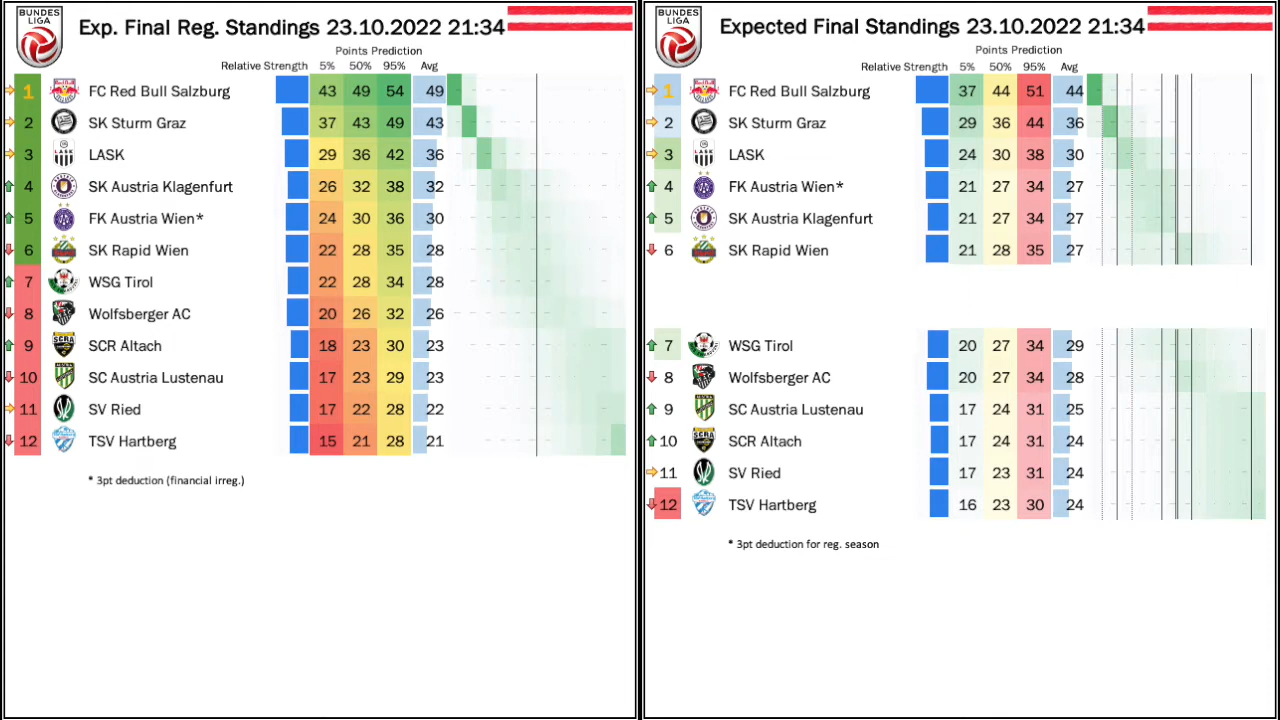 BUNDES
LIGA
Exp. Final Reg. Standings 23.10.2022 21:34
Points Prediction
Relative Strength 5% 50% 95% Avg
1 FC Red Bull Salzburg 43 49 54 49
2 SK Sturm Graz 37 43 49 43
3 LASK 29 36 42 36
4 SK Austria Klagenfurt 26 32 38 32
5 FK Austria Wien* 24 30 36 30
6 SK Rapid Wien 22 28 35 28
7 WSG Tirol 22 28 34 28
8 Wolfsberger AC 20 26 32 26
9 SCR Altach 18 23 30 23
10 SC Austria Lustenau 17 23 29 23
11 SV Ried 17 22 28 22
12 TSV Hartberg 15 21 28 21
* 3pt deduction (financial irreg.)
BUNDES
LIGA
Expected Final Standings 23.10.2022 21:34
Points Prediction
Relative Strength 5% 50% 95% Avg
1 FC Red Bull Salzburg 37 44 51 44
2 SK Sturm Graz 29 36 44 36
3 LASK 24 30 38 30
4 FK Austria Wien* 21 27 34 27
5 SK Austria Klagenfurt 21 27 34 27
6 SK Rapid Wien 21 28 35 27
7 WSG Tirol 20 27 34 29
8 Wolfsberger AC 20 27 34 28
9 SC Austria Lustenau 17 24 31 25
10 SCR Altach 17 24 31 24
11 SV Ried 17 23 31 24
12 TSV Hartberg 16 23 30 24
* 3pt deduction for reg. season